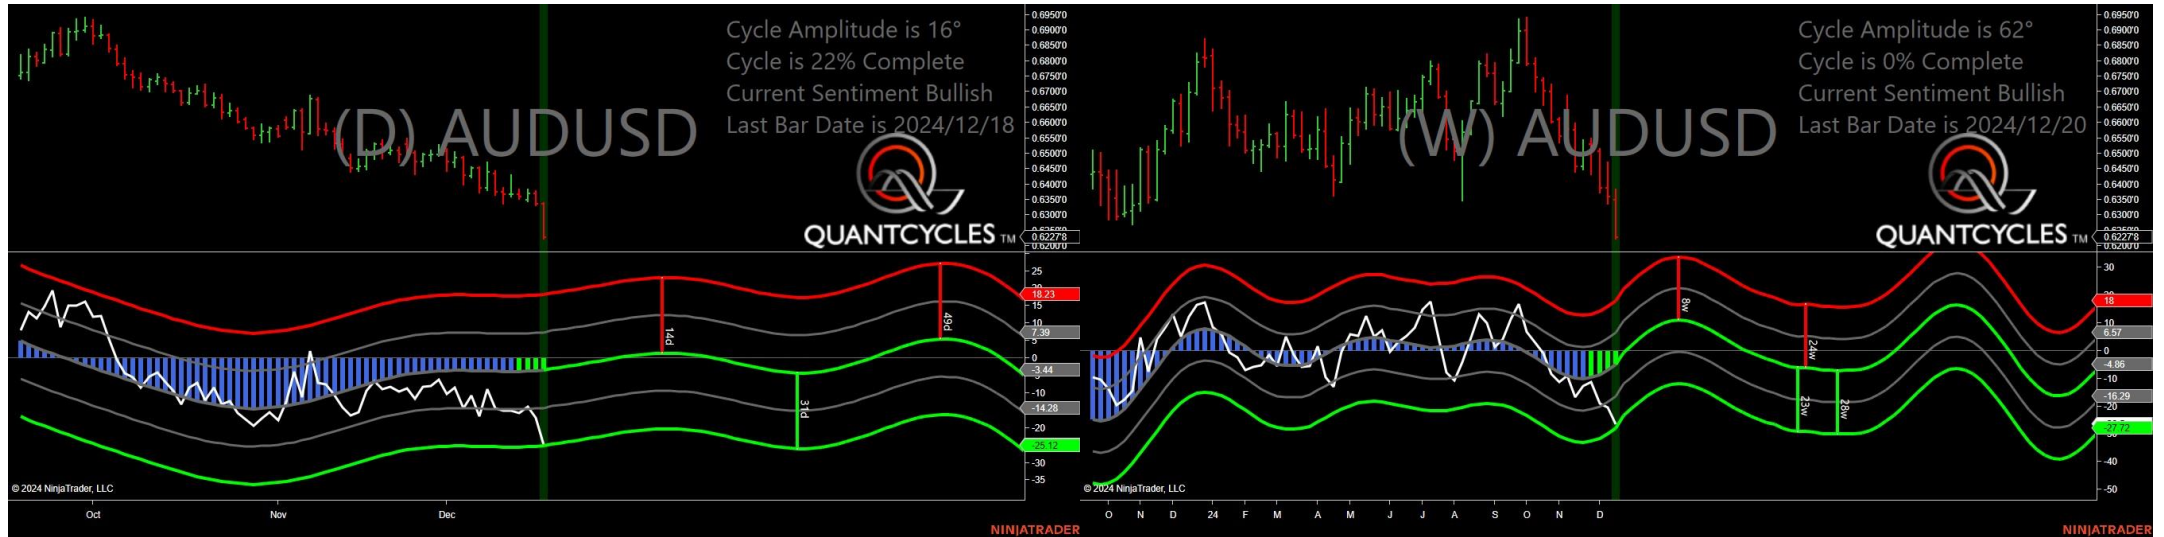 Cycle Amplitude is 16°
Cycle is 22% Complete
Current Sentiment Bullish
Last Bar Date is 2024/12/18
(D) AUDUSD
QUANTCYCLES TM
0.6950'0
0.6850'0
0.6800'0
0.6750'0
0.6700'0
0.6650'0
0.6600'0
0.6550'0
0.6500'0
0.6450'0
0.6400'0
0.6350'0
0.6300'0
0.6227'8
0.6200'0
25
18.23
15
10
7.39
5
0
-3.44
-5
-10
-14.28
-20
-25.12
-30
-35
14d
31d
49d
© 2024 NinjaTrader, LLC
Oct
Nov
Dec
NINJATRADER
Cycle Amplitude is 62°
Cycle is 0% Complete
Current Sentiment Bullish
Last Bar Date is 2024/12/20
(W) AUDUSD
QUANTCYCLES TM
0.6950'0
0.6850'0
0.6800'0
0.6750'0
0.6700'0
0.6650'0
0.6600'0
0.6550'0
0.6500'0
0.6450'0
0.6400'0
0.6350'0
0.6300'0
0.6227'8
0.6200'0
30
18
10
6.57
0
-4.86
-10
-16.29
-20
-27.72
-40
-50
8w
24w
23w
28w
© 2024 NinjaTrader, LLC
O N D 24 F M A M J J A S O N D
NINJATRADER